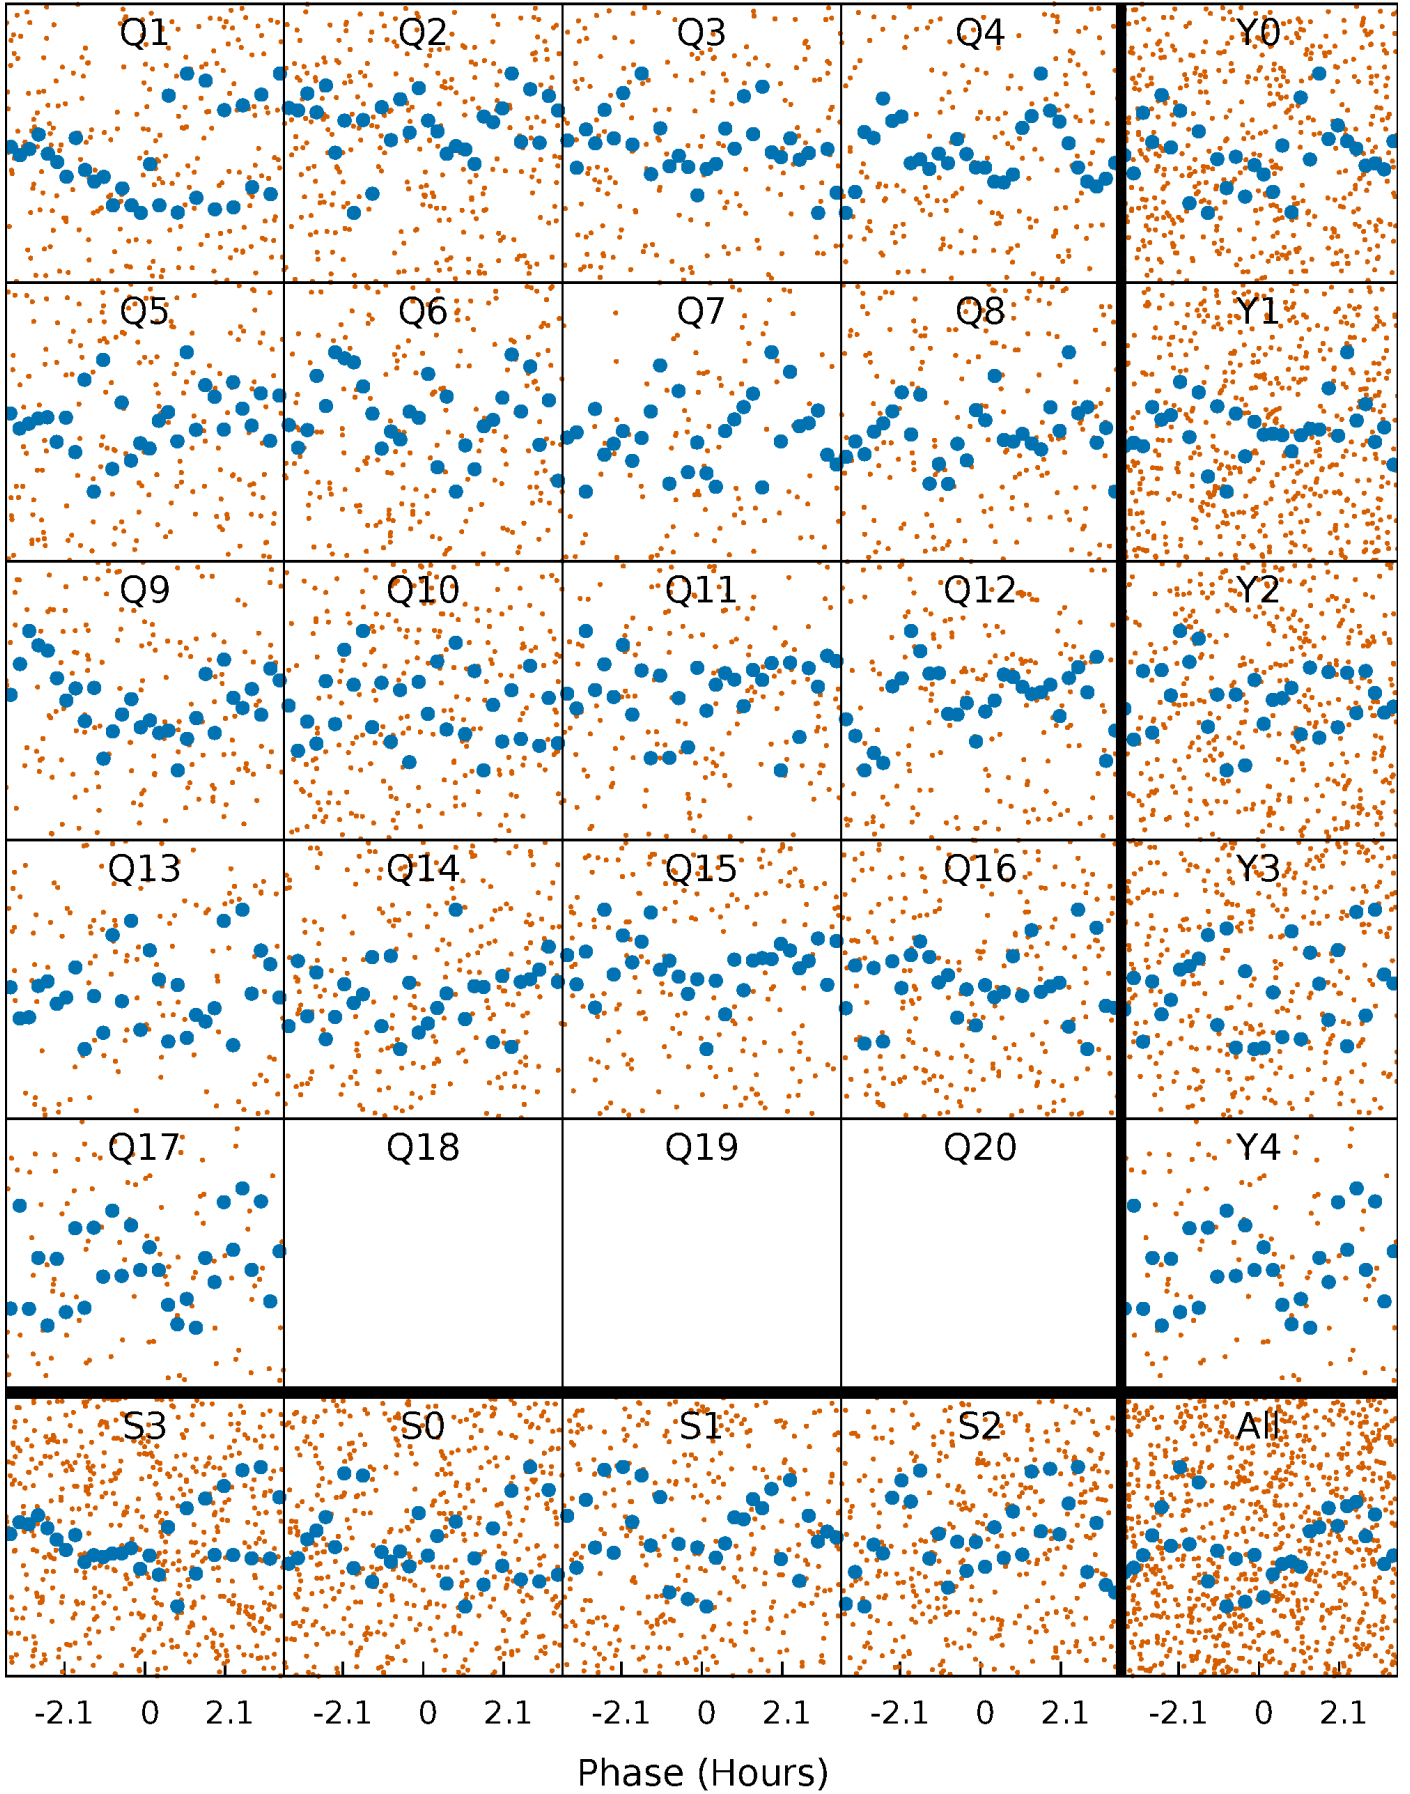 Q1 Q2 Q3 Q4 Y0
Q5 Q6 Q7 Q8 Y1
Q9 Q10 Q11 Q12 Y2
Q13 Q14 Q15 Q16 Y3
Q17 Q18 Q19 Q20 Y4
S3 S0 S1 S2 All
-2.1 0 2.1 -2.1 0 2.1 -2.1 0 2.1 -2.1 0 2.1 -2.1 0 2.1
Phase (Hours)